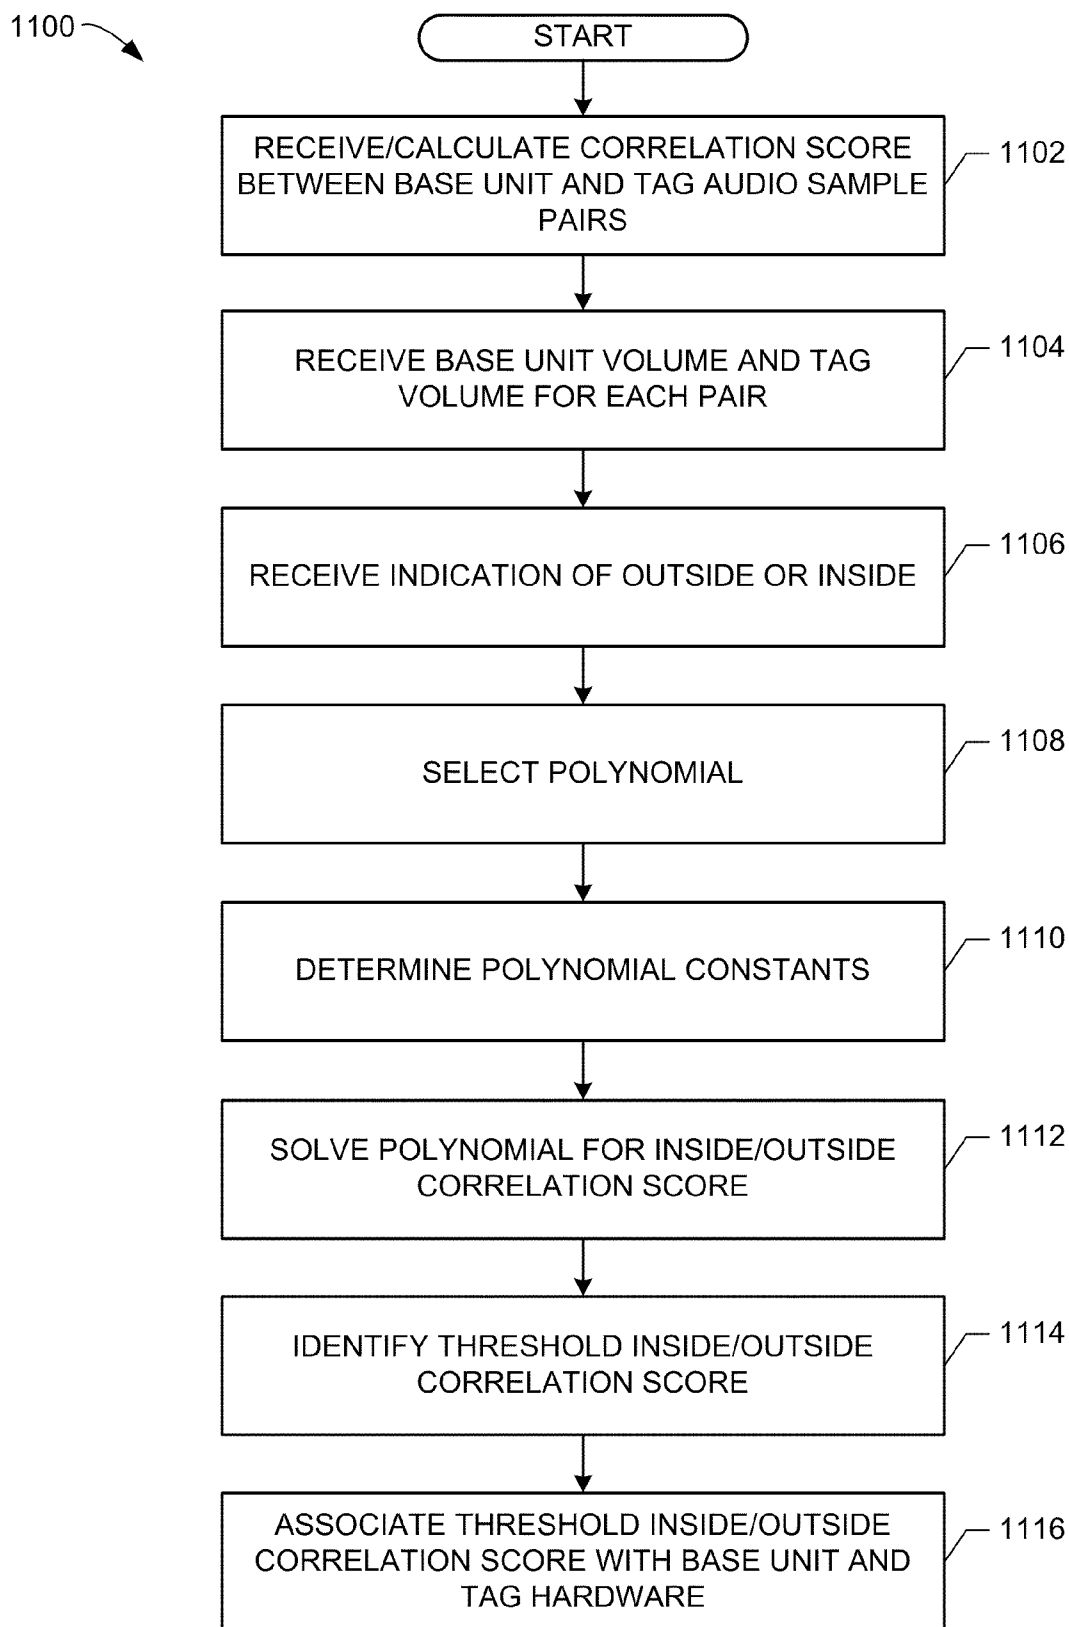 1100
START
RECEIVE/CALCULATE CORRELATION SCORE
BETWEEN BASE UNIT AND TAG AUDIO SAMPLE
PAIRS
1102
RECEIVE BASE UNIT VOLUME AND TAG
VOLUME FOR EACH PAIR
1104
RECEIVE INDICATION OF OUTSIDE OR INSIDE
1106
SELECT POLYNOMIAL
1108
DETERMINE POLYNOMIAL CONSTANTS
1110
SOLVE POLYNOMIAL FOR INSIDE/OUTSIDE
CORRELATION SCORE
1112
IDENTIFY THRESHOLD INSIDE/OUTSIDE
CORRELATION SCORE
1114
ASSOCIATE THRESHOLD INSIDE/OUTSIDE
CORRELATION SCORE WITH BASE UNIT AND
TAG HARDWARE
1116